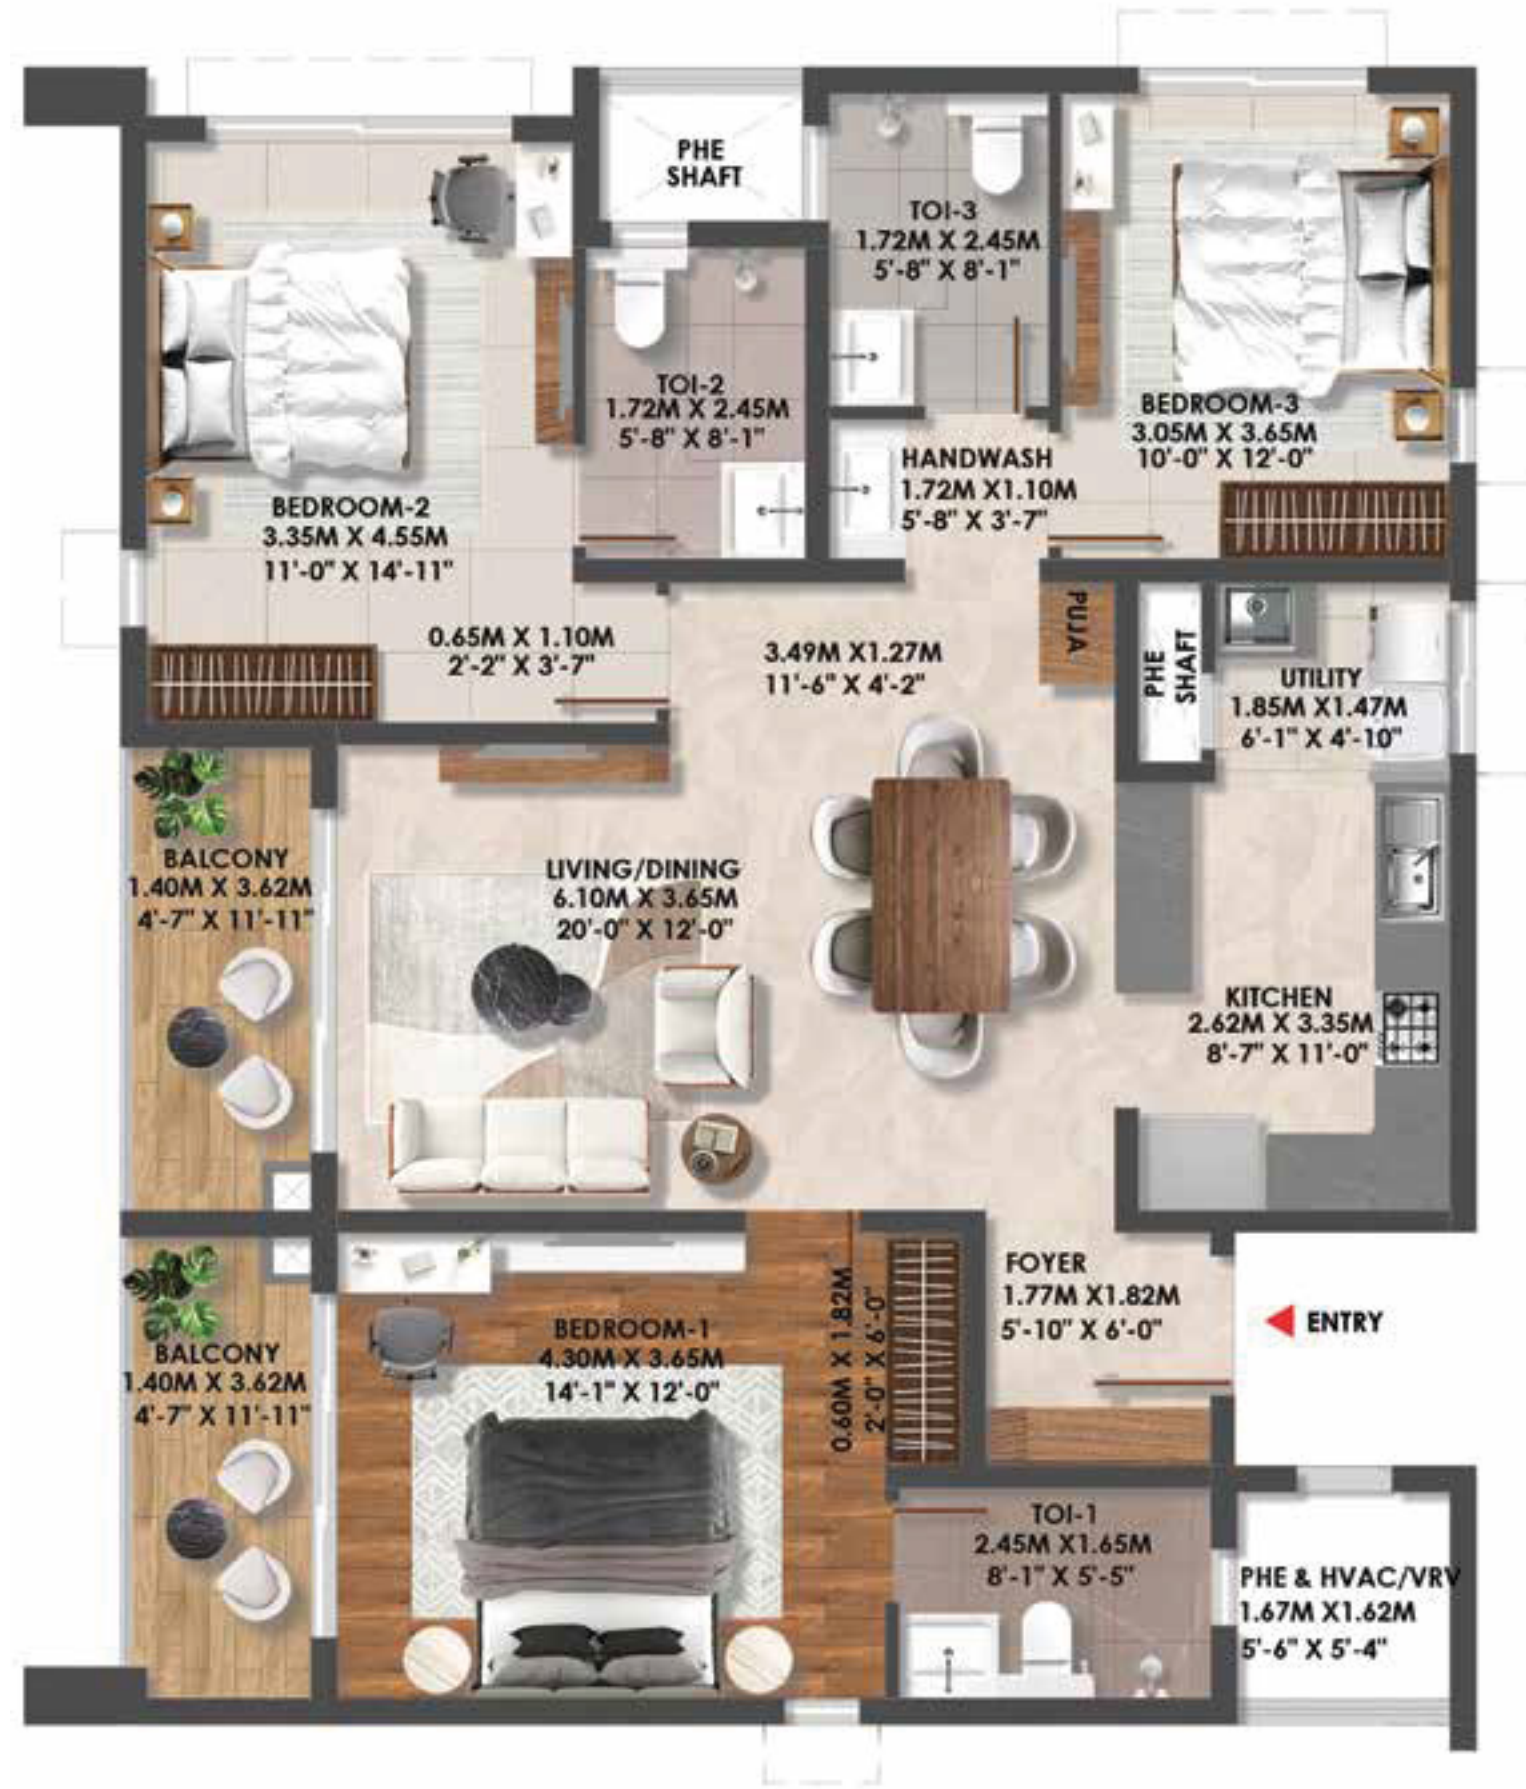 PHE
SHAFT
TOI-3
1.72M X 2.45M
5'-8" X 8'-1"
TOI-2
1.72M X 2.45M
5'-8" X 8'-1"
BEDROOM-3
3.05M X 3.65M
10'-0" X 12'-0"
HANDWASH
1.72M X1.10M
5'-8" X 3'-7"
BEDROOM-2
3.35M X 4.55M
11'-0" X 14'-11"
0.65M X 1.10M
2'-2" X 3'-7"
3.49M X1.27M
11'-6" X 4'-2"
PUJA
PHE
SHAFT
UTILITY
1.85M X1.47M
6'-1" X 4'-10"
BALCONY
1.40M X 3.62M
4'-7" X 11'-11"
LIVING/DINING
6.10M X 3.65M
20'-0" X 12'-0"
KITCHEN
2.62M X 3.35M
8'-7" X 11'-0"
FOYER
1.77M X1.82M
5'-10" X 6'-0"
ENTRY
BALCONY
1.40M X 3.62M
4'-7" X 11'-11"
BEDROOM-1
4.30M X 3.65M
14'-1" X 12'-0"
0.60M X 1.82M
2'-0" X 6'-0"
TOI-1
2.45M X1.65M
8'-1" X 5'-5"
PHE & HVAC/VRV
1.67M X1.62M
5'-6" X 5'-4"